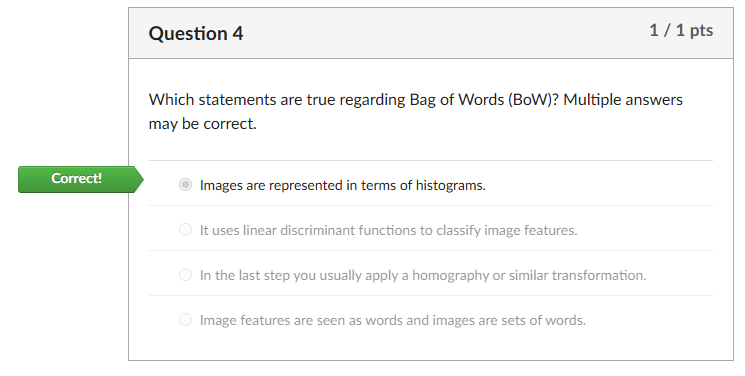 Question 4
1 / 1 pts
Which statements are true regarding Bag of Words (BoW)? Multiple answers
may be correct.
Correct!
Images are represented in terms of histograms.
It uses linear discriminant functions to classify image features.
In the last step you usually apply a homography or similar transformation.
Image features are seen as words and images are sets of words.